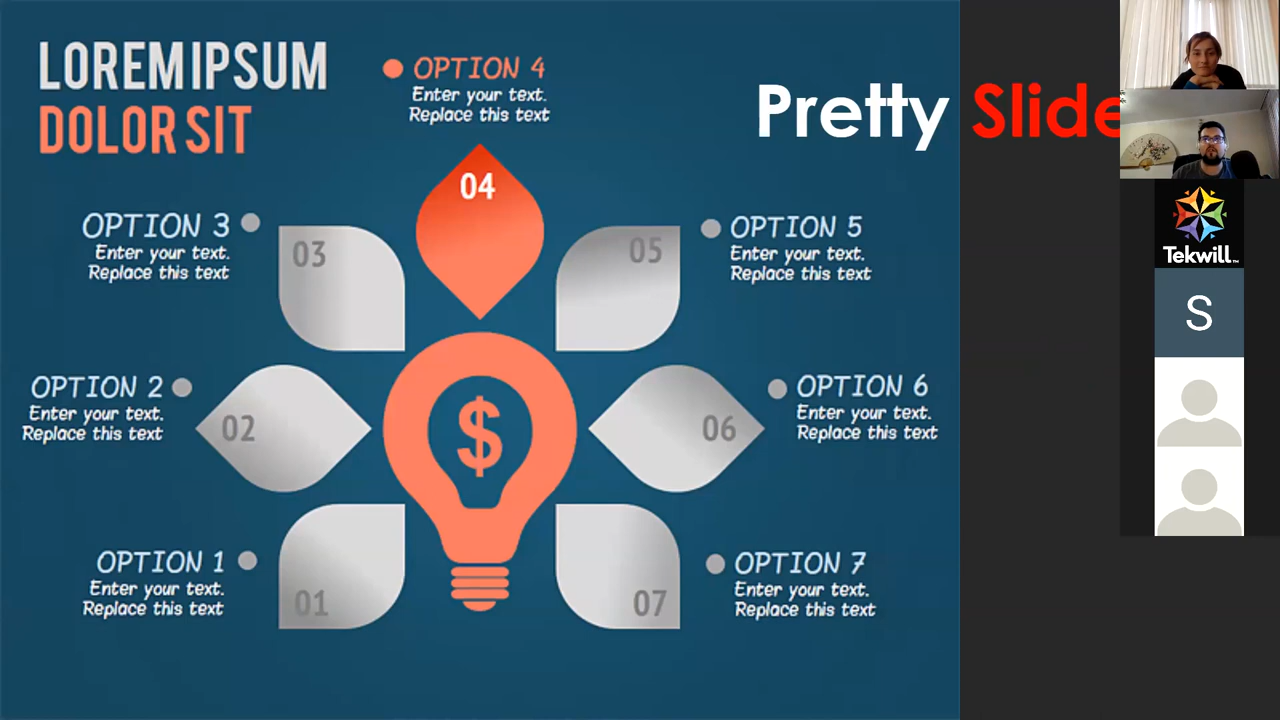 LOREM IPSUM
DOLOR SIT
OPTION 4
Enter your text.
Replace this text
Pretty Slide
04
OPTION 3
Enter your text.
Replace this text
03
05
OPTION 5
Enter your text.
Replace this text
OPTION 2
Enter your text.
Replace this text
02
$
06
OPTION 6
Enter your text.
Replace this text
OPTION 1
Enter your text.
Replace this text
01
07
OPTION 7
Enter your text.
Replace this text
Tekwill™
S